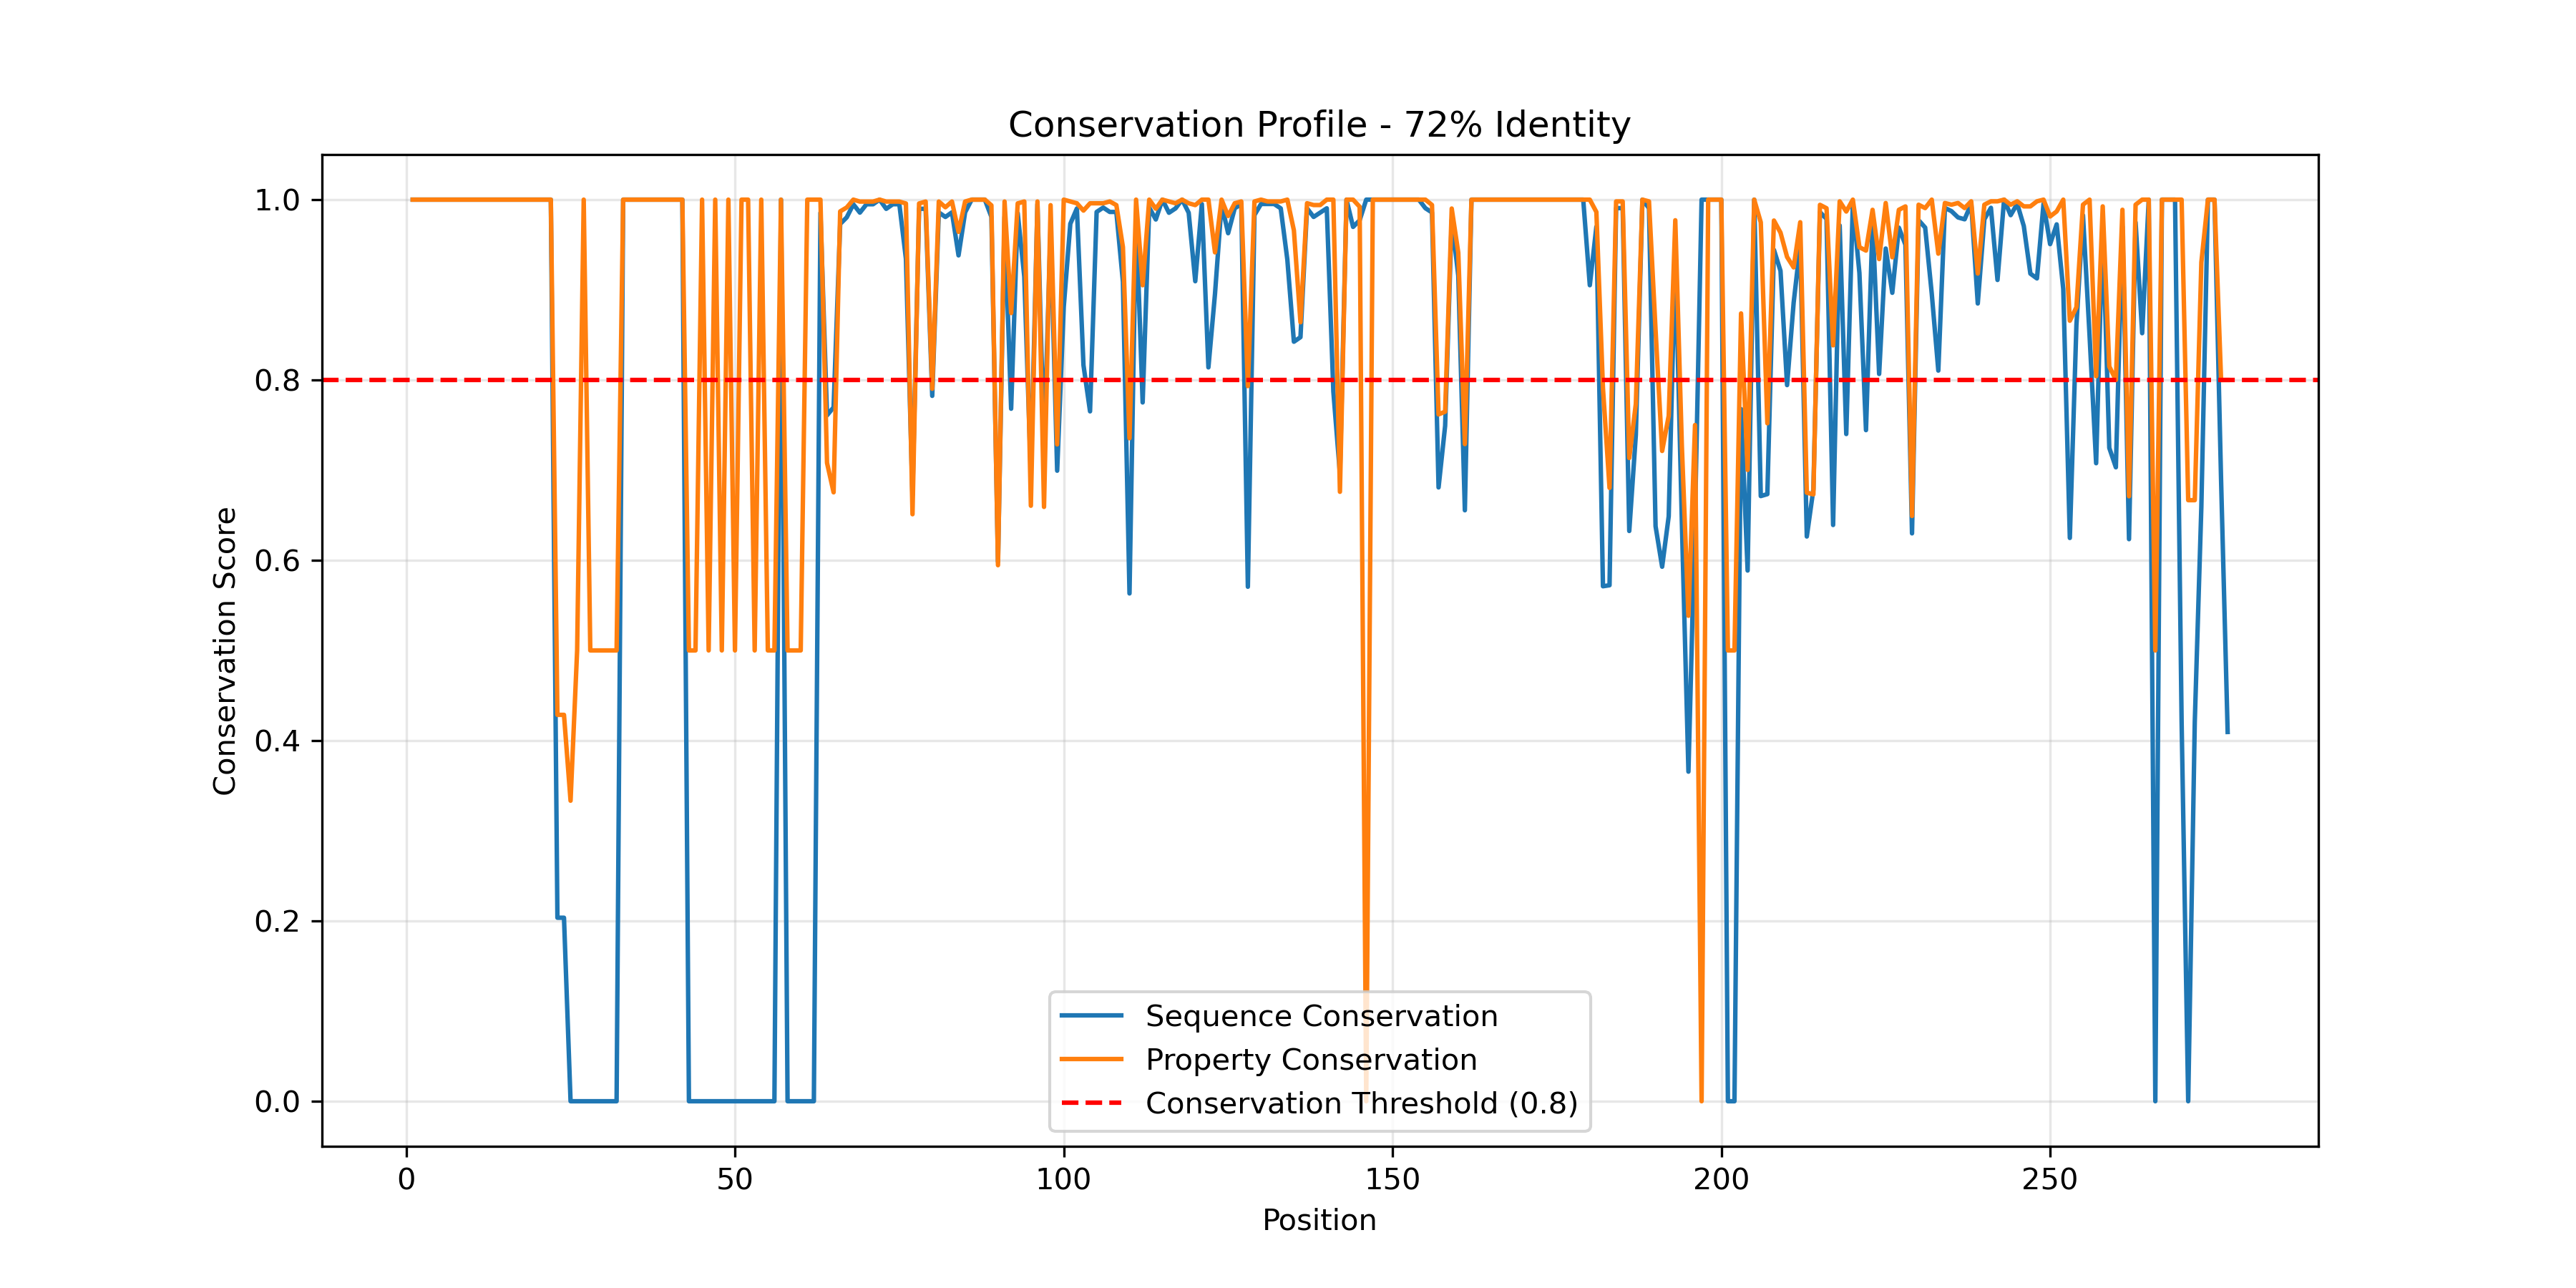 Conservation Profile - 72% Identity
Conservation Score
1.0
0.8
0.6
0.4
0.2
0.0
Sequence Conservation
Property Conservation
Conservation Threshold (0.8)
0 50 100 150 200 250
Position